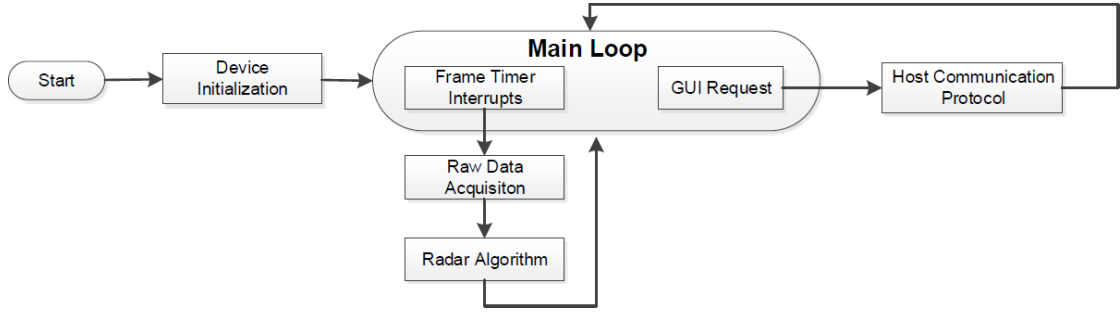 Main Loop
Start
Device
Initialization
Frame Timer
Interrupts
GUI Request
Host Communication
Protocol
Raw Data
Acquisiton
Radar Algorithm